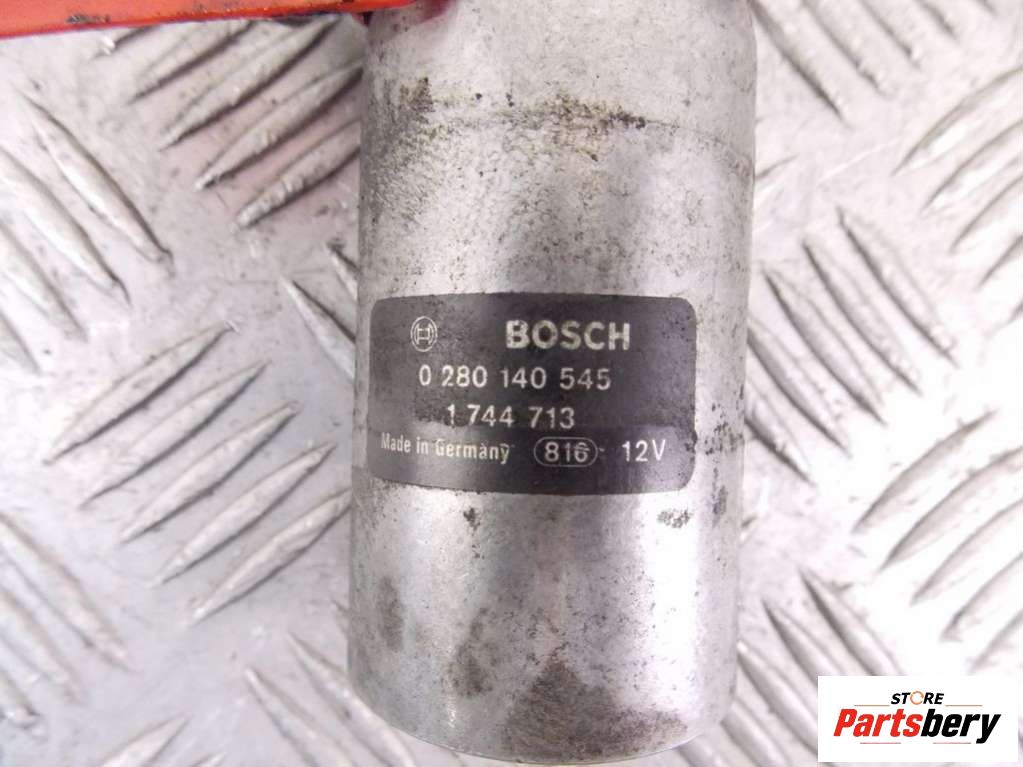 BOSCH
0 280 140 545
1 744 713
Made in Germany 816 12V
STORE
Partsbery